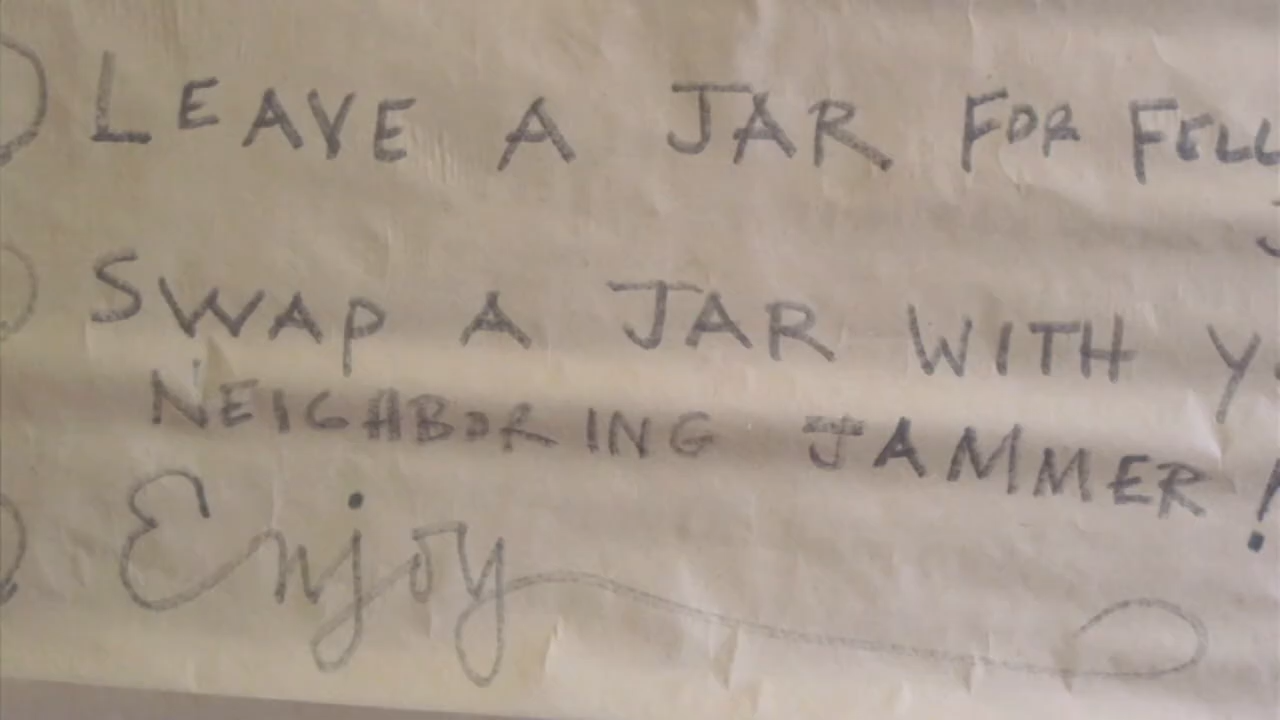 LEAVE A JAR FOR
SWAP A JAR WITH
NEIGHBORING JAMMER!
Enjoy